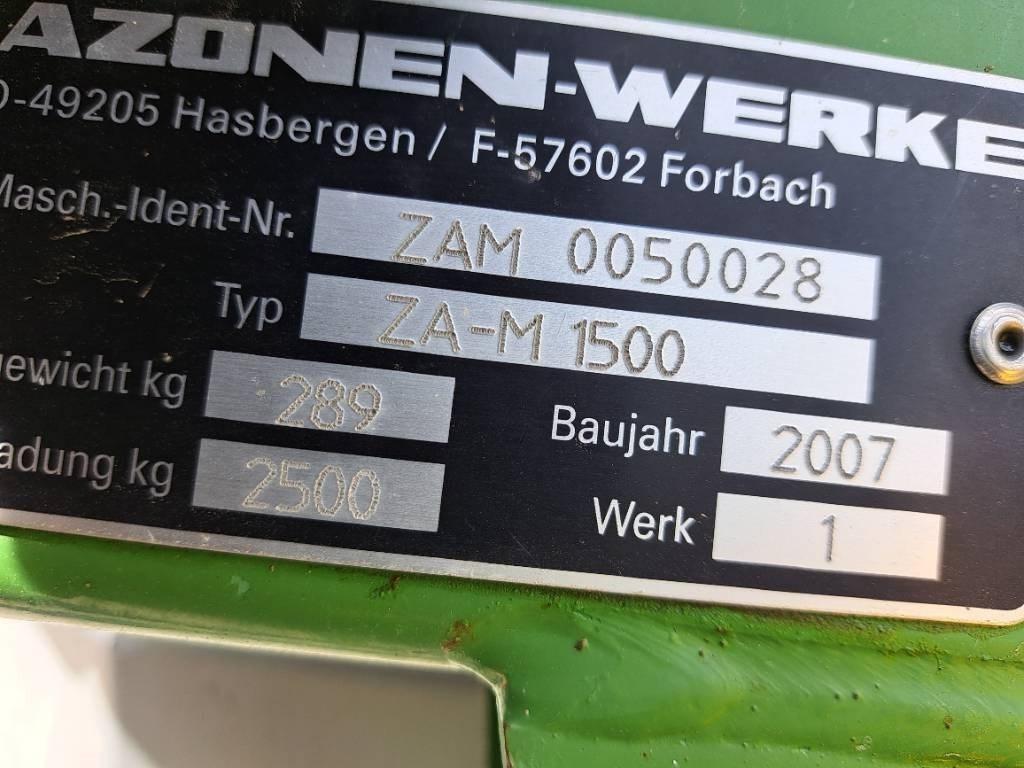 AZONEN-WERKE
D-49205 Hasbergen / F-57602 Forbach
Masch.-Ident-Nr. ZAM 0050028
Typ ZA-M 1500
gewicht kg 289
Baujahr 2007
adung kg 2500
Werk 1